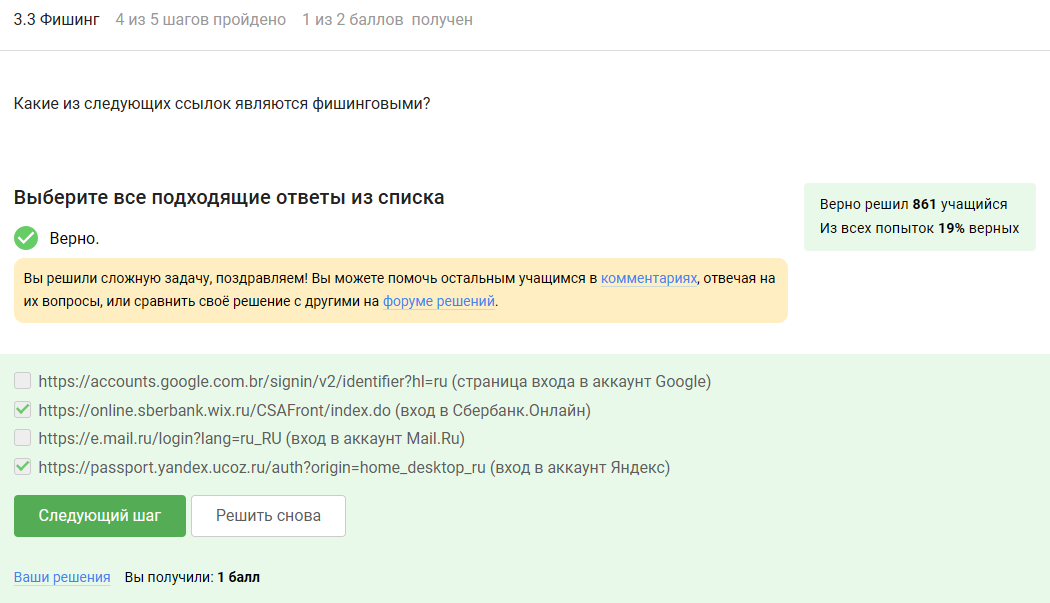 3.3 Фишинг 4 из 5 шагов пройдено 1 из 2 баллов получен
Какие из следующих ссылок являются фишинговыми?
Выберите все подходящие ответы из списка
Верно решил 861 учащийся
Из всех попыток 19% верных
Верно.
Вы решили сложную задачу, поздравляем! Вы можете помочь остальным учащимся в комментариях, отвечая на
их вопросы, или сравнить своё решение с другими на форуме решений.
https://accounts.google.com.br/signin/v2/identifier?hl=ru (страница входа в аккаунт Google)
https://online.sberbank.wix.ru/CSAFront/index.do (вход в Сбербанк.Онлайн)
https://e.mail.ru/login?lang=ru_RU (вход в аккаунт Mail.Ru)
https://passport.yandex.ucoz.ru/auth?origin=home_desktop_ru (вход в аккаунт Яндекс)
Следующий шаг Решить снова
Ваши решения Вы получили: 1 балл